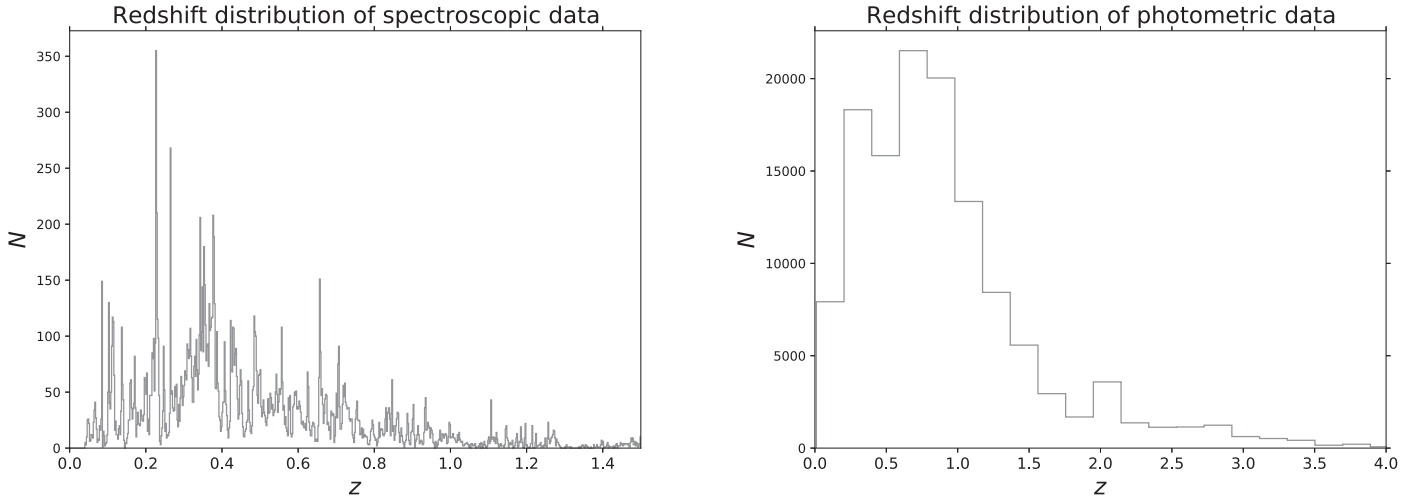 Redshift distribution of spectroscopic data
350
300
250
200
150
100
50
0
N
0.0 0.2 0.4 0.6 0.8 1.0 1.2 1.4
z
Redshift distribution of photometric data
20000
15000
10000
5000
0
N
0.0 0.5 1.0 1.5 2.0 2.5 3.0 3.5 4.0
z